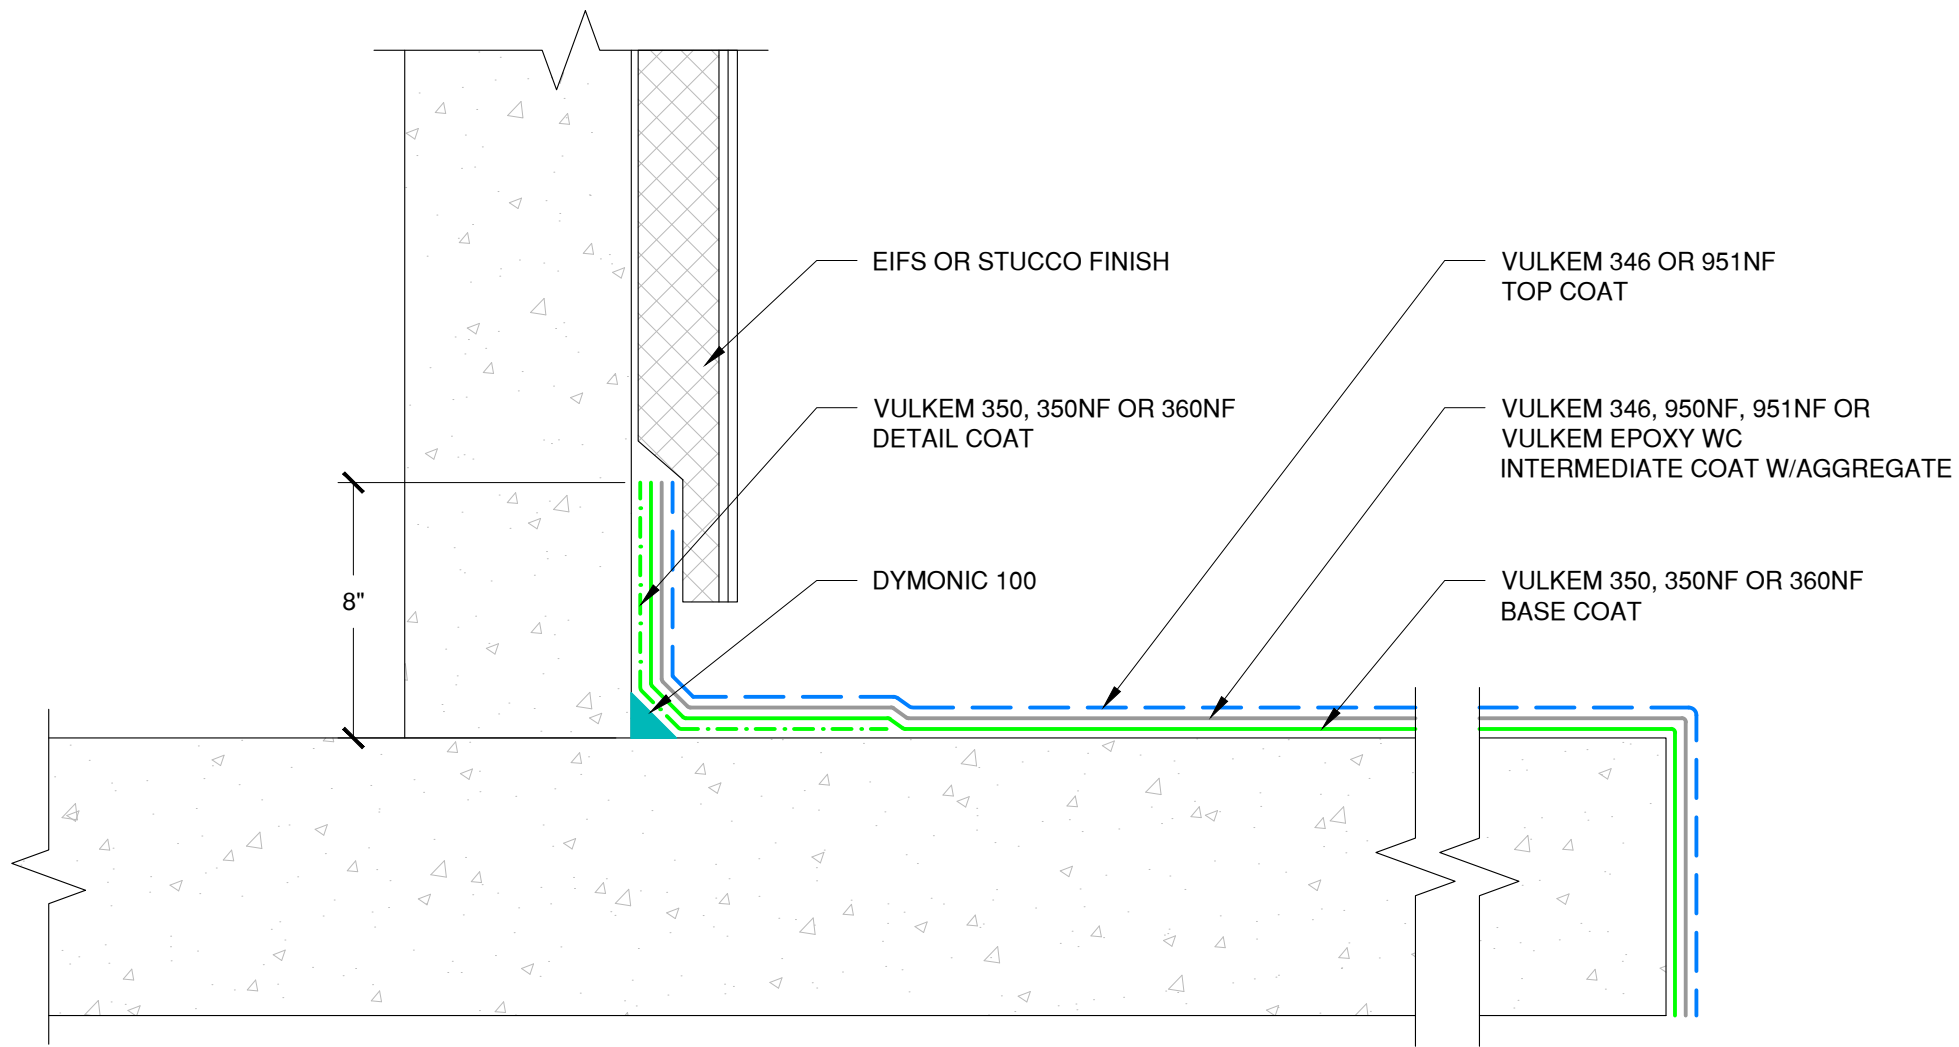 EIFS OR STUCCO FINISH
VULKEM 346 OR 951NF
TOP COAT
VULKEM 350, 350NF OR 360NF
DETAIL COAT
VULKEM 346, 950NF, 951NF OR
VULKEM EPOXY WC
INTERMEDIATE COAT W/AGGREGATE
DYMONIC 100
VULKEM 350, 350NF OR 360NF
BASE COAT
8"